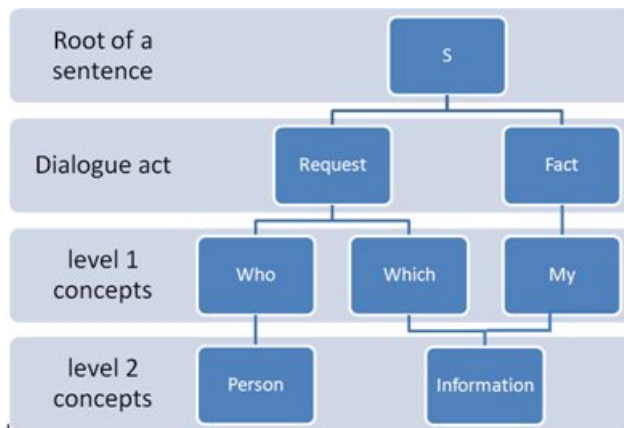 Root of a
sentence
S
Dialogue act
Request
Fact
level 1
concepts
Who
Which
My
level 2
concepts
Person
Information